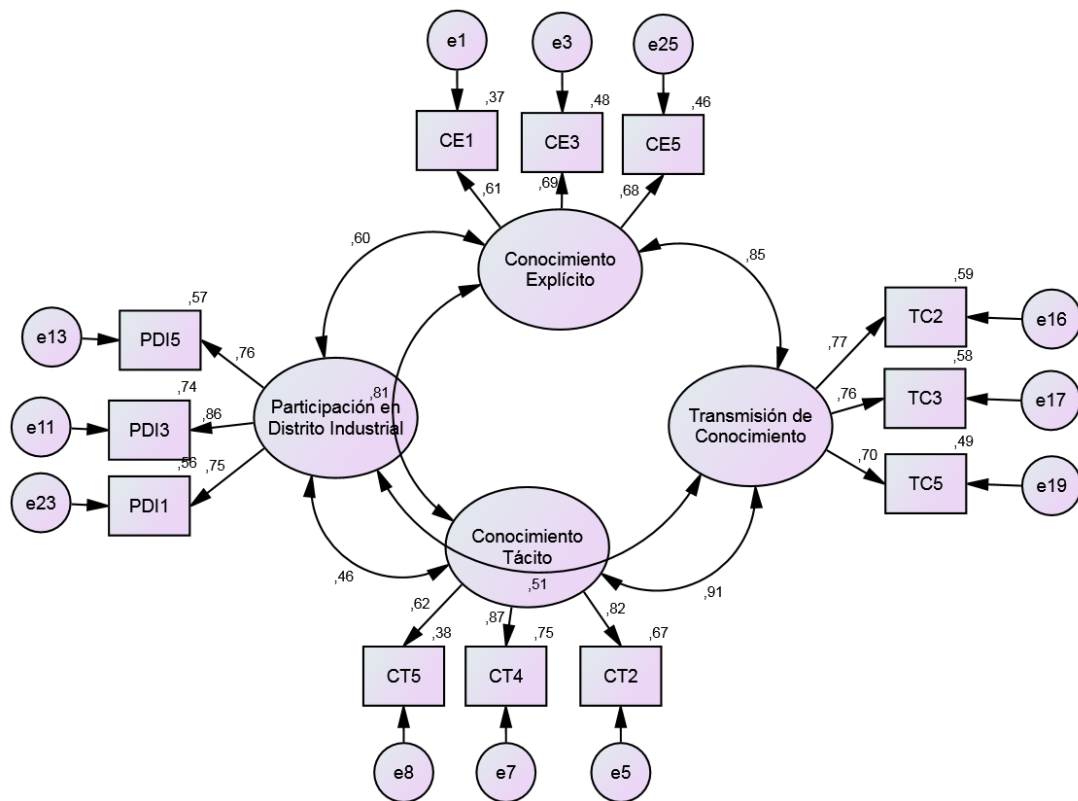 e1
e3
e25
,37
,48
,46
CE1
CE3
CE5
,61
,69
,68
Conocimiento
Explícito
,60
,85
,57
e13
PDI5
,76
,59
TC2
e16
,77
,74
e11
PDI3
,86
Participación en
Distrito Industrial
,81
Transmisión de
Conocimiento
,76
,58
TC3
e17
,56
e23
PDI1
,75
,70
,49
TC5
e19
Conocimiento
Tácito
,46
,51
,91
,62
,87
,82
,38
,75
,67
CT5
CT4
CT2
e8
e7
e5